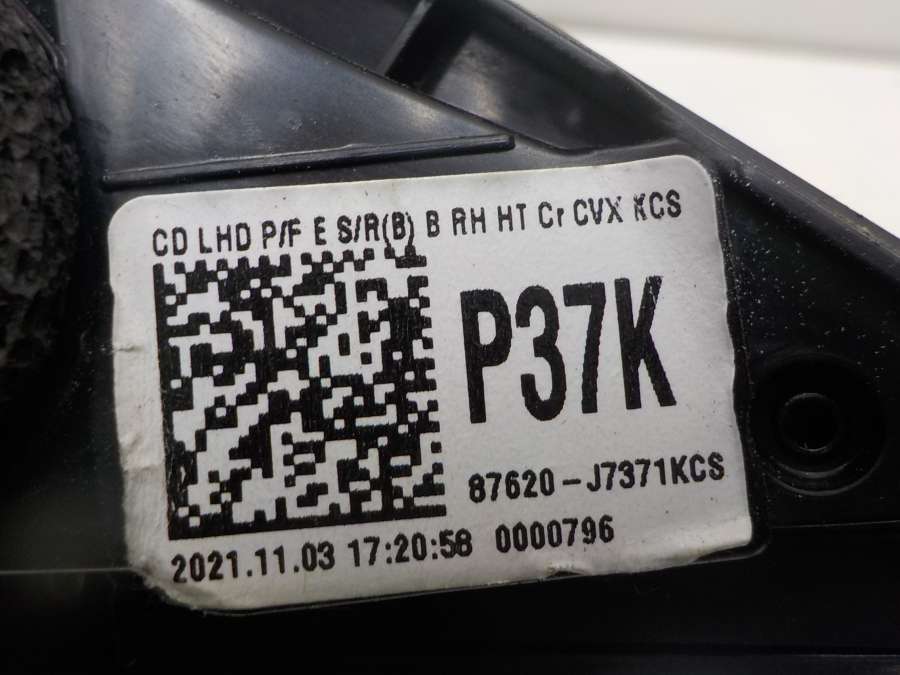 CD LHD P/F E S/R(B) B RH HT Cr CVX KCS
P37K
87620-J7371KCS
2021.11.03 17:20:58 0000796